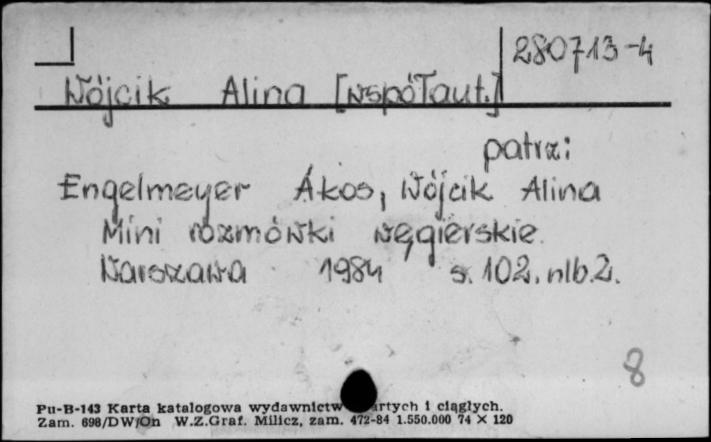 280713-4
Wójcik Alina [współaut.]
patrz:
Engelmeyer Ákos, Wójcik Alina
Mini rozmówki węgierskie.
Warszawa 1984 s. 102, nlb. 2.
8
Pu-B-143 Karta katalogowa wydawnictw artych i ciągłych.
Zam. 698/DW/Oh W.Z.Graf. Milicz, zam. 472-84 1.550.000 74 X 120